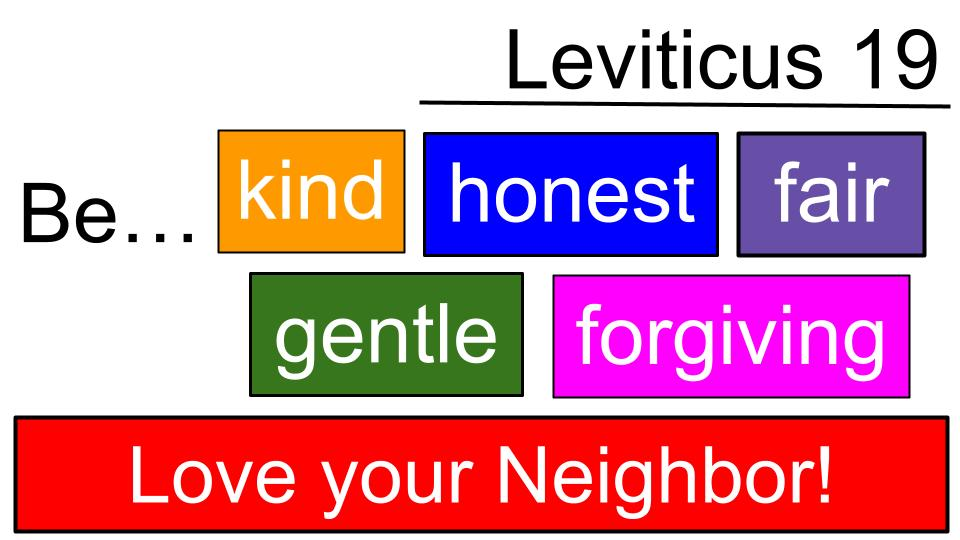 Leviticus 19
Be… kind honest fair
gentle forgiving
Love your Neighbor!